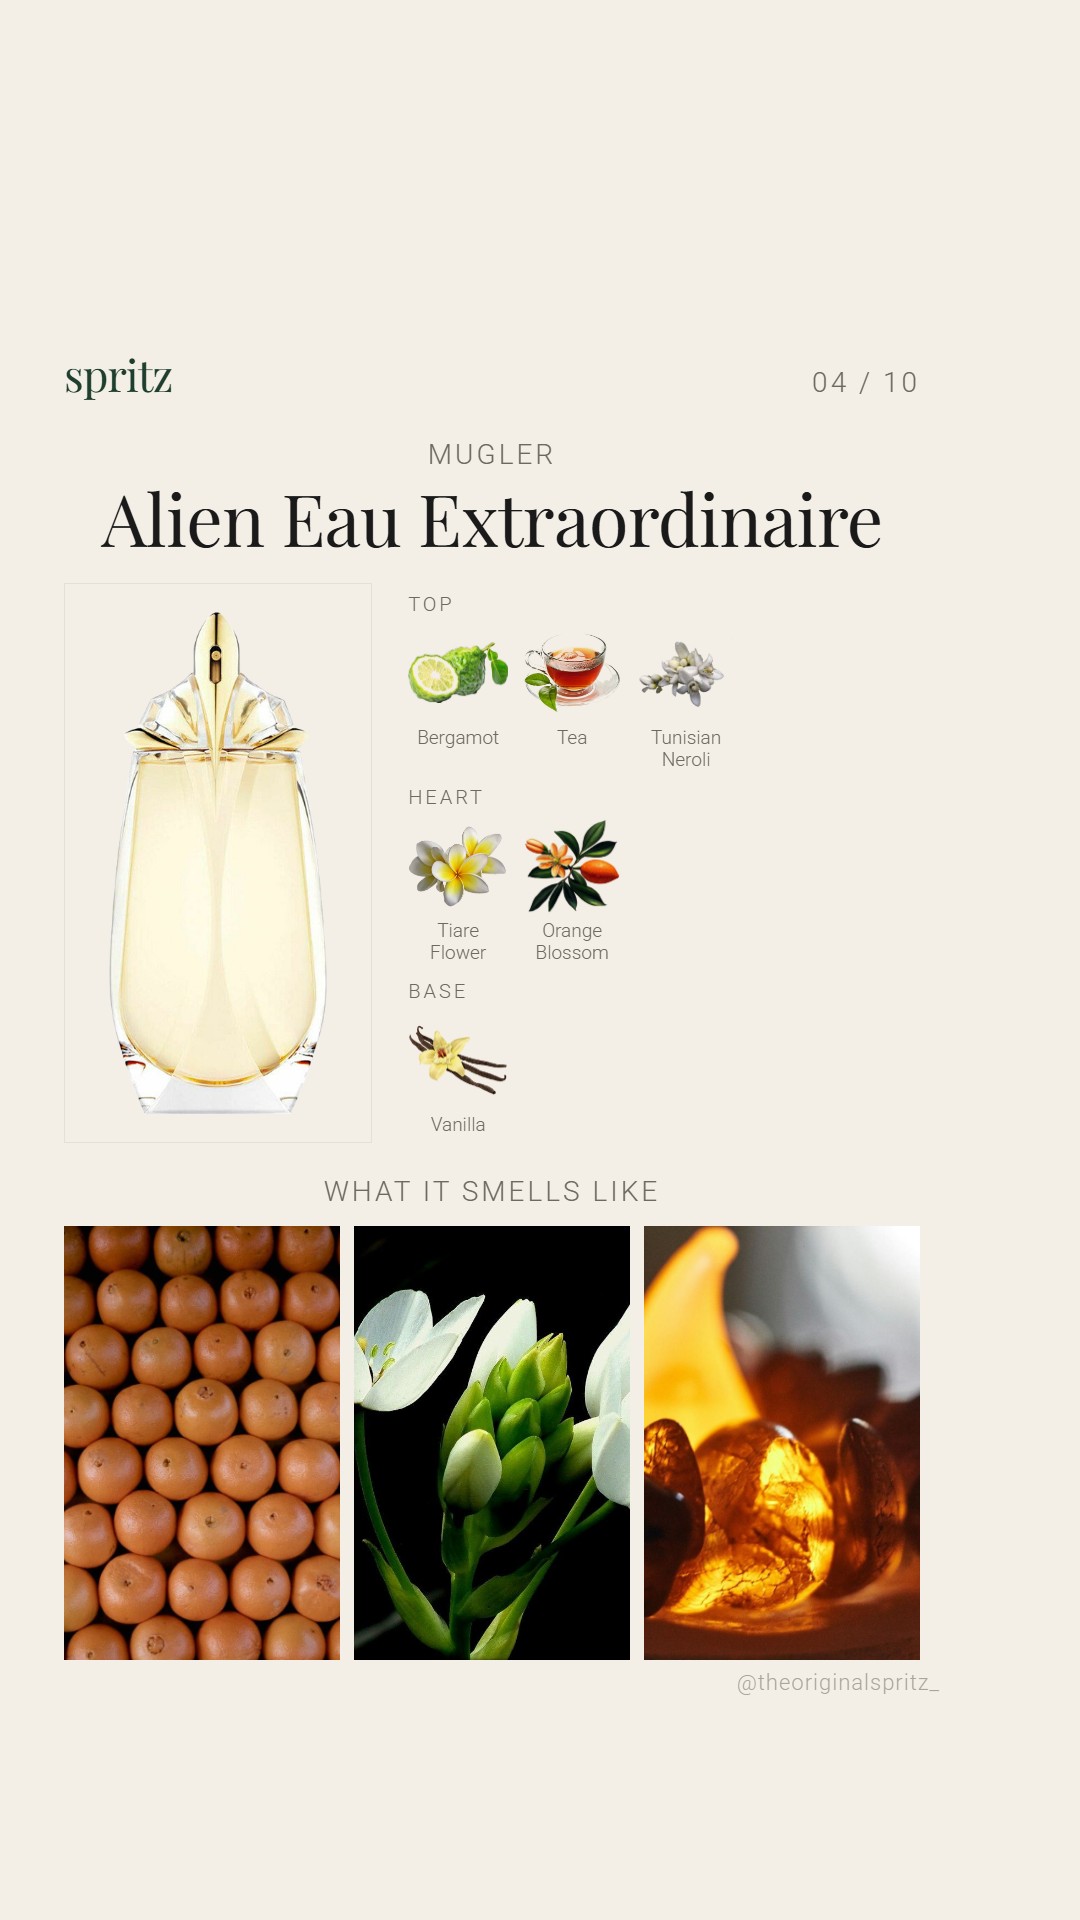 spritz
04 / 10
MUGLER
Alien Eau Extraordinaire
TOP
Bergamot
Tea
Tunisian
Neroli
HEART
Tiare
Flower
Orange
Blossom
BASE
Vanilla
WHAT IT SMELLS LIKE
@theoriginalspritz_